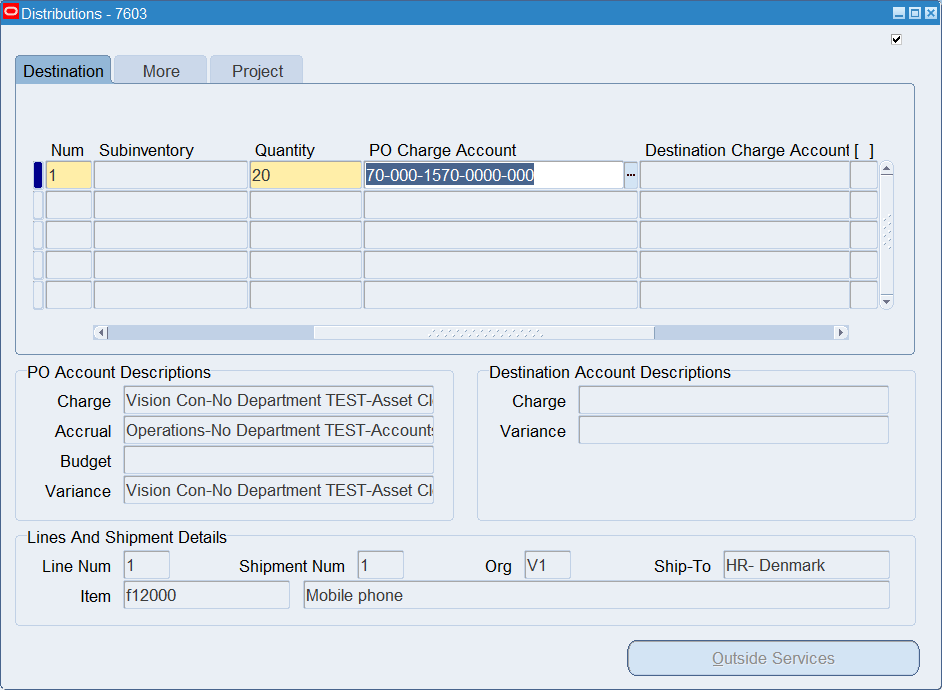 Distributions - 7603
Destination More Project
Num Subinventory Quantity PO Charge Account Destination Charge Account [ ]
1 20 70-000-1570-0000-000 ...
PO Account Descriptions Destination Account Descriptions
Charge Vision Con-No Department TEST-Asset Cl Charge
Accrual Operations-No Department TEST-Accounts Variance
Budget
Variance Vision Con-No Department TEST-Asset Cl
Lines And Shipment Details
Line Num 1 Shipment Num 1 Org V1 Ship-To HR- Denmark
Item f12000 Mobile phone
Outside Services